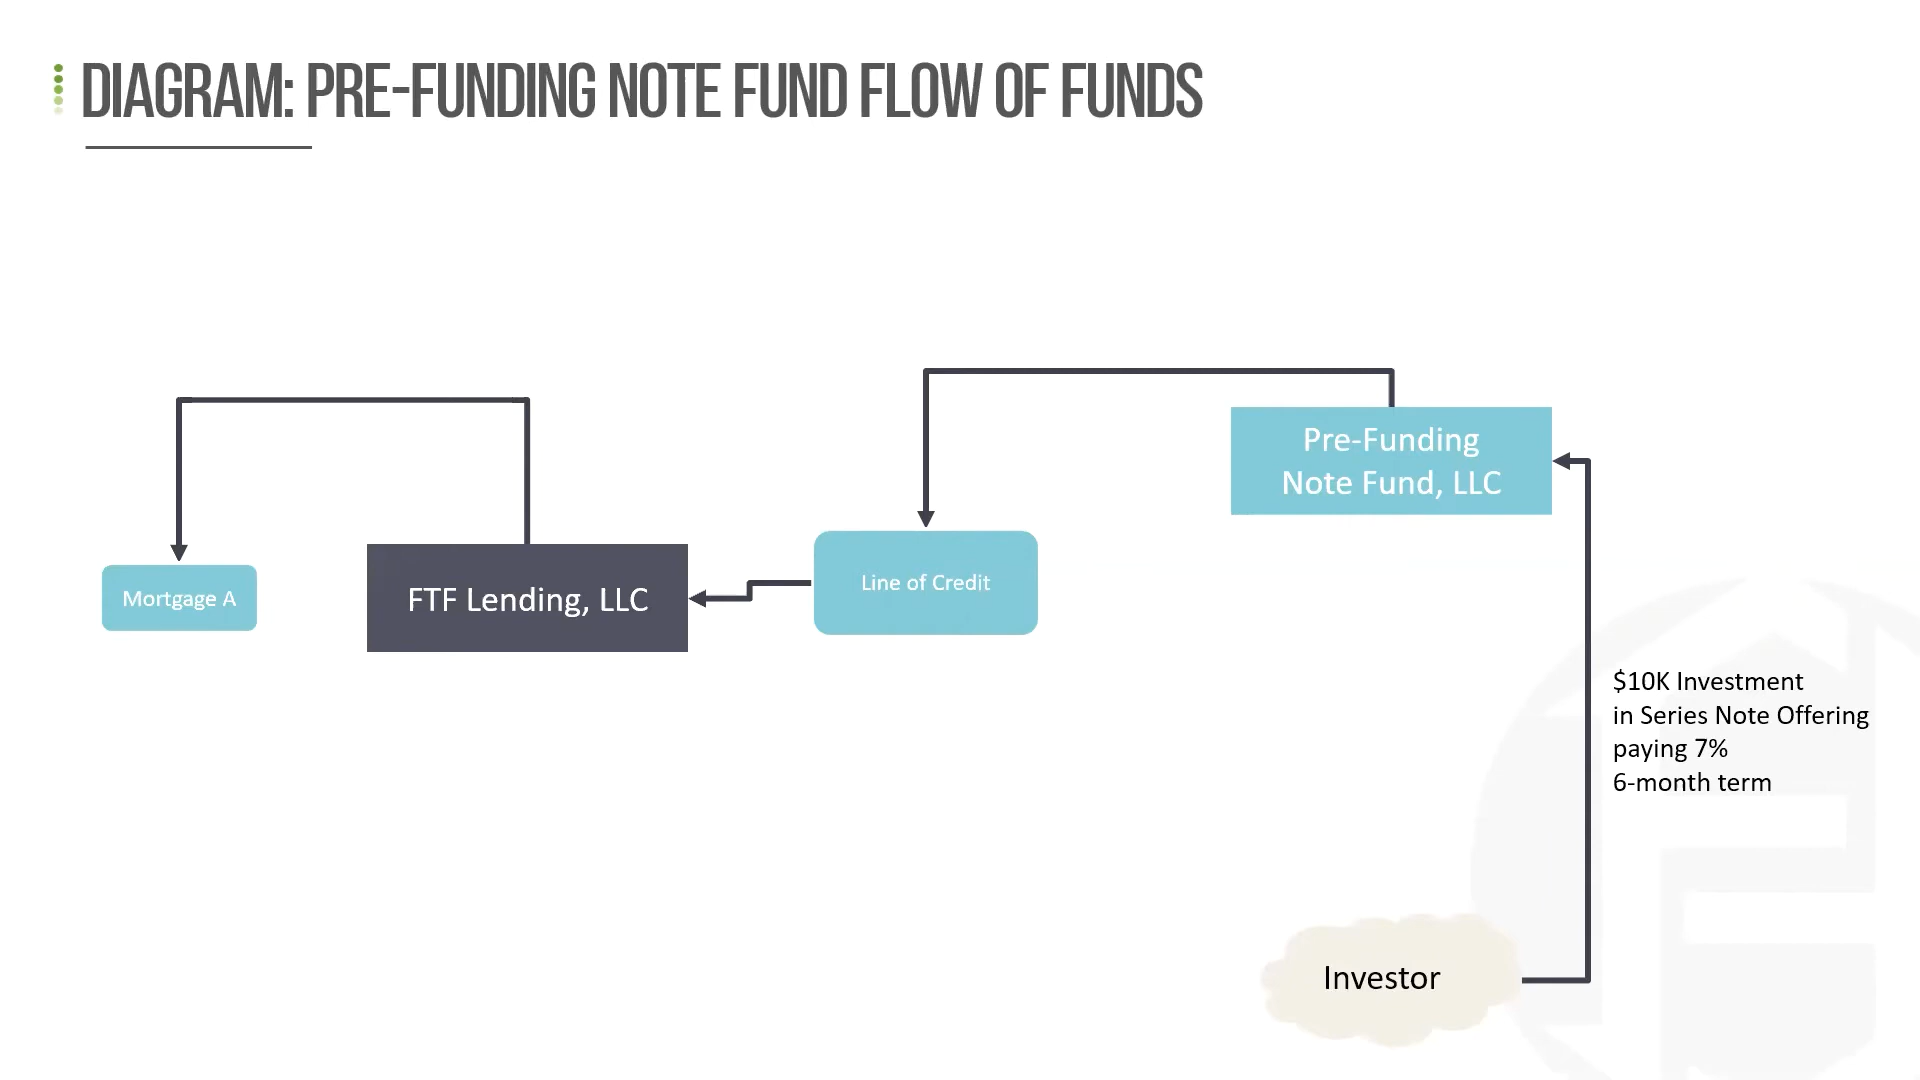 DIAGRAM: PRE-FUNDING NOTE FUND FLOW OF FUNDS
Pre-Funding
Note Fund, LLC
Mortgage A
FTF Lending, LLC
Line of Credit
$10K Investment
in Series Note Offering
paying 7%
6-month term
Investor